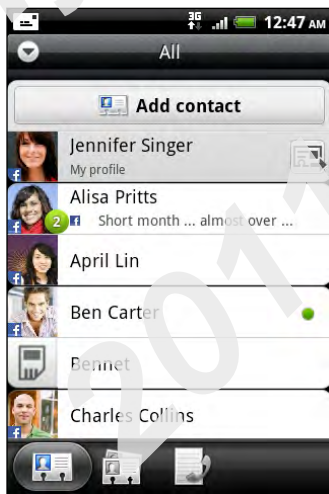 3G 12:47 AM
All
Add contact
Jennifer Singer
My profile
Alisa Pritts
2 Short month ... almost over ...
April Lin
Ben Carter
Bennet
Charles Collins
2011